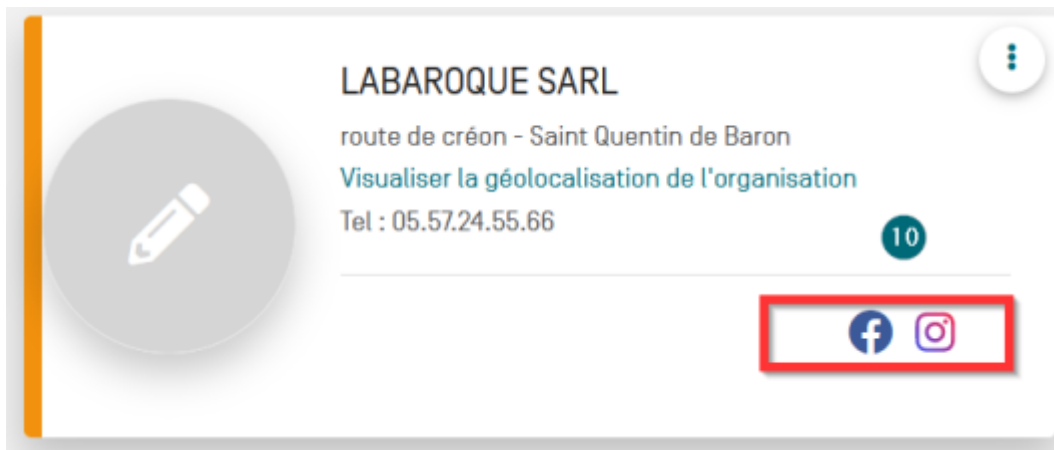 LABAROQUE SARL
route de créon - Saint Quentin de Baron
Visualiser la géolocalisation de l'organisation
Tel : 05.57.24.55.66
10